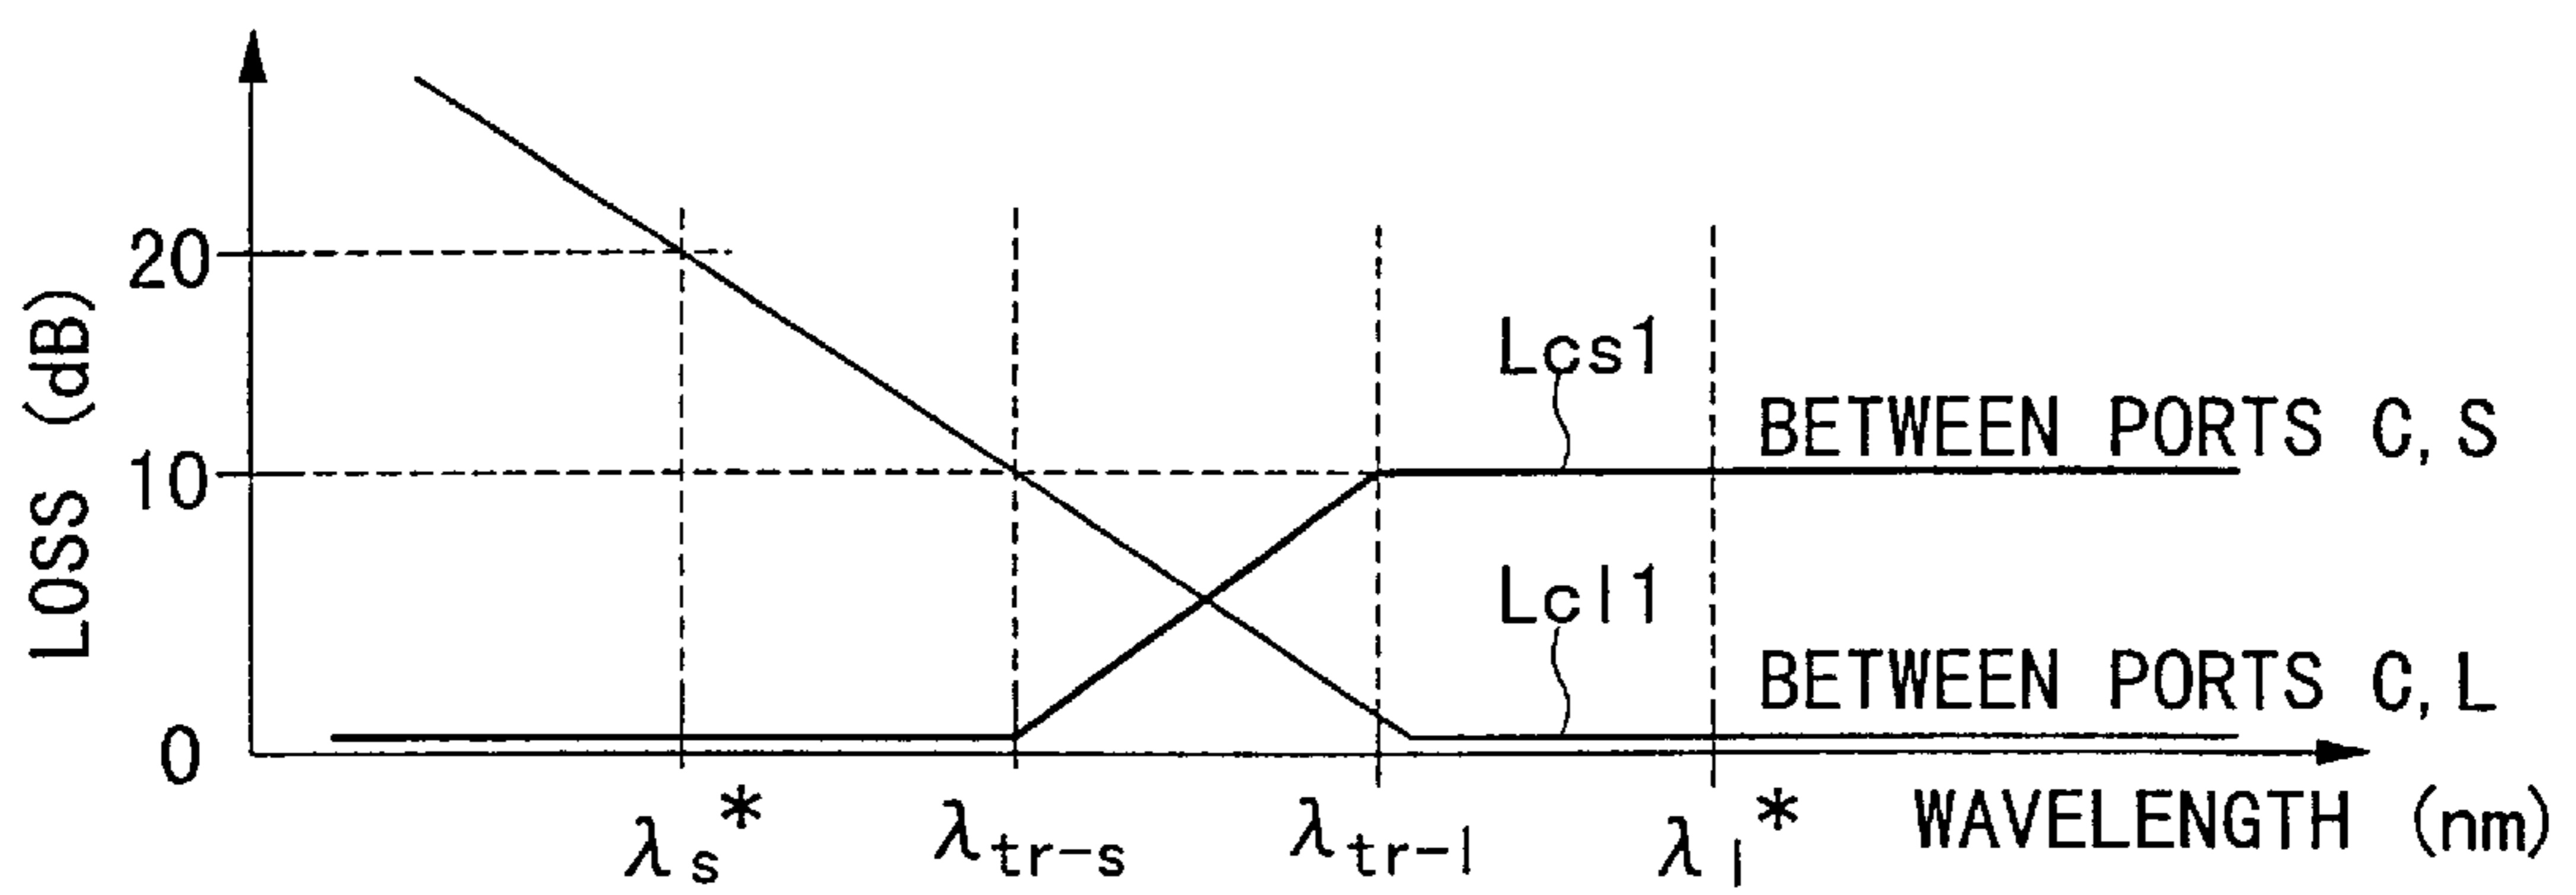 LOSS (dB)
20
10
0
Lcs1
BETWEEN PORTS C, S
Lcl1
BETWEEN PORTS C, L
λs*
λtr-s
λtr-l
λl*
WAVELENGTH (nm)